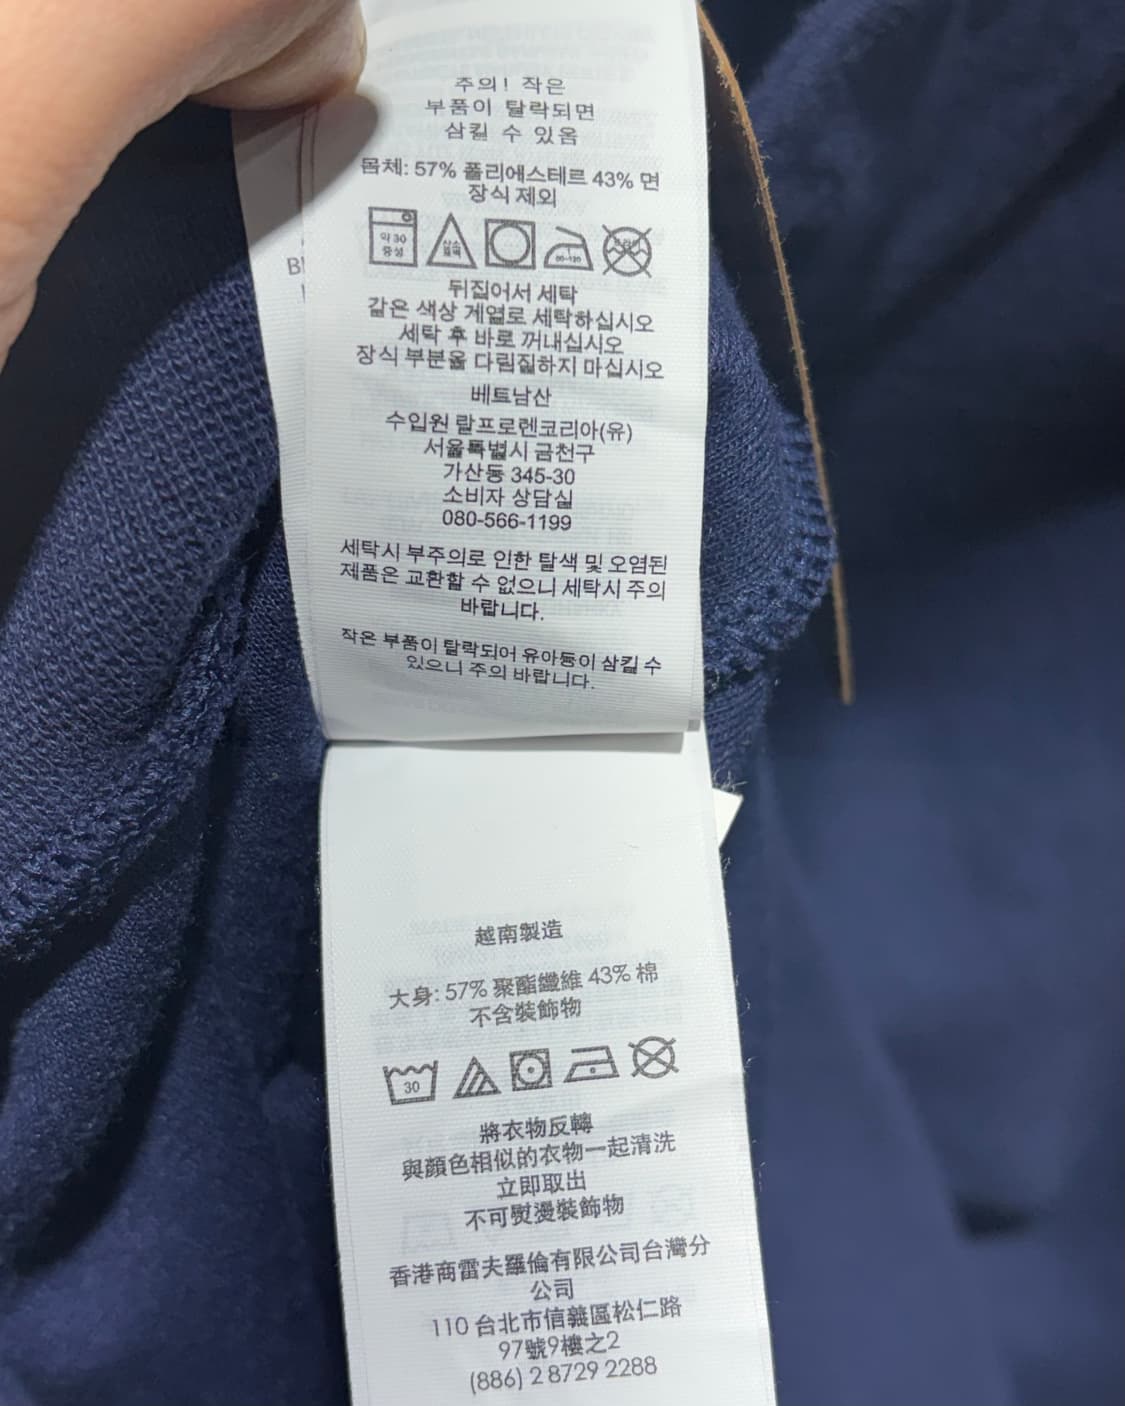 주의! 작은
부품이 탈락되면
삼킬 수 있음
몸체: 57% 폴리에스테르 43% 면
장식 제외
약 30
중성
산소
표백
80~120
드라이
뒤집어서 세탁
같은 색상 계열로 세탁하십시오
세탁 후 바로 꺼내십시오
장식 부분을 다림질하지 마십시오
베트남산
수입원 랄프로렌코리아(유)
서울특별시 금천구
가산동 345-30
소비자 상담실
080-566-1199
세탁시 부주의로 인한 탈색 및 오염된
제품은 교환할 수 없으니 세탁시 주의
바랍니다.
작은 부품이 탈락되어 유아등이 삼킬 수
있으니 주의 바랍니다.
越南製造
大身: 57% 聚酯纖維 43% 棉
不含裝飾物
30
將衣物反轉
與顏色相似的衣物一起清洗
立即取出
不可熨燙裝飾物
香港商雷夫羅倫有限公司台灣分
公司
110 台北市信義區松仁路
97號9樓之2
(886) 2 8729 2288